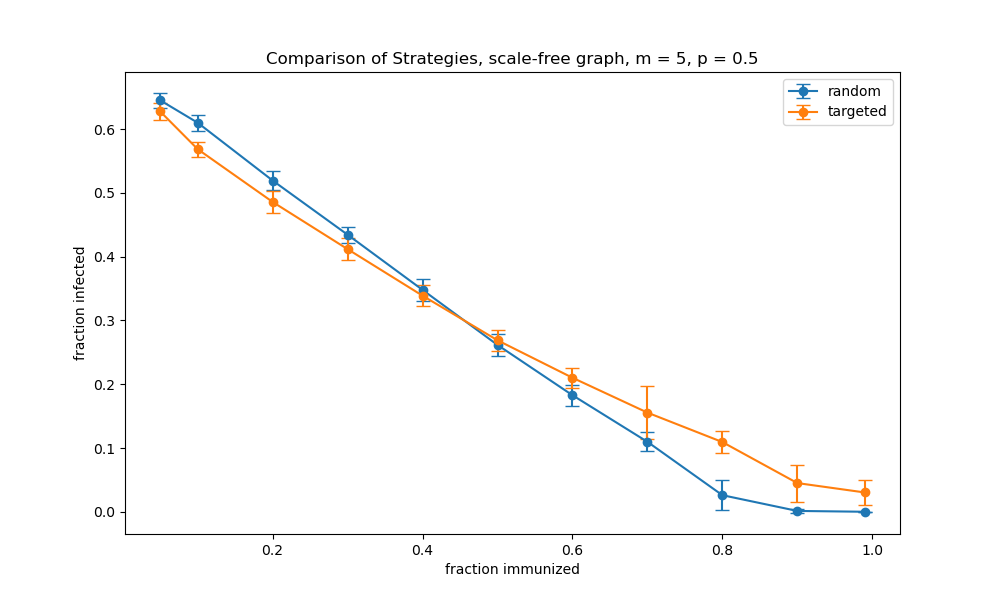 Comparison of Strategies, scale-free graph, m = 5, p = 0.5
random
targeted
fraction infected
0.6
0.5
0.4
0.3
0.2
0.1
0.0
0.2
0.4
0.6
0.8
1.0
fraction immunized